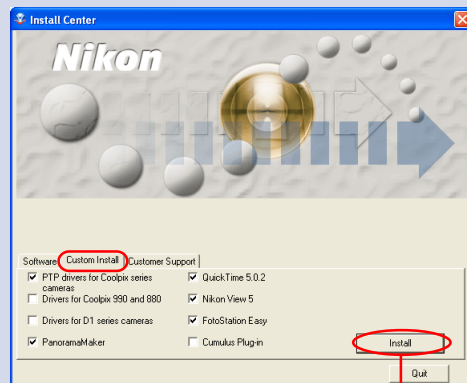 Install Center
Nikon
Software Custom Install Customer Support
PTP drivers for Coolpix series cameras
QuickTime 5.0.2
Drivers for Coolpix 990 and 880
Nikon View 5
Drivers for D1 series cameras
FotoStation Easy
PanoramaMaker
Cumulus Plug-in
Install
Quit